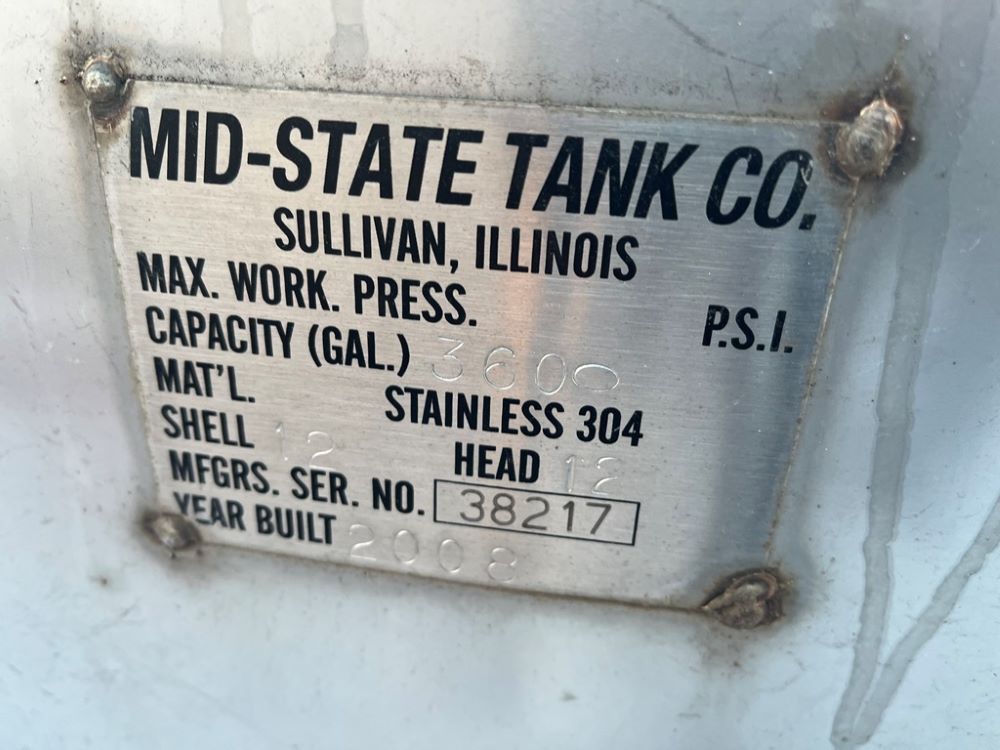 MID-STATE TANK CO.
SULLIVAN, ILLINOIS
MAX. WORK. PRESS. P.S.I.
CAPACITY (GAL.) 3600
MAT'L. STAINLESS 304
SHELL 12 HEAD 12
MFGRS. SER. NO. 38217
YEAR BUILT 2008